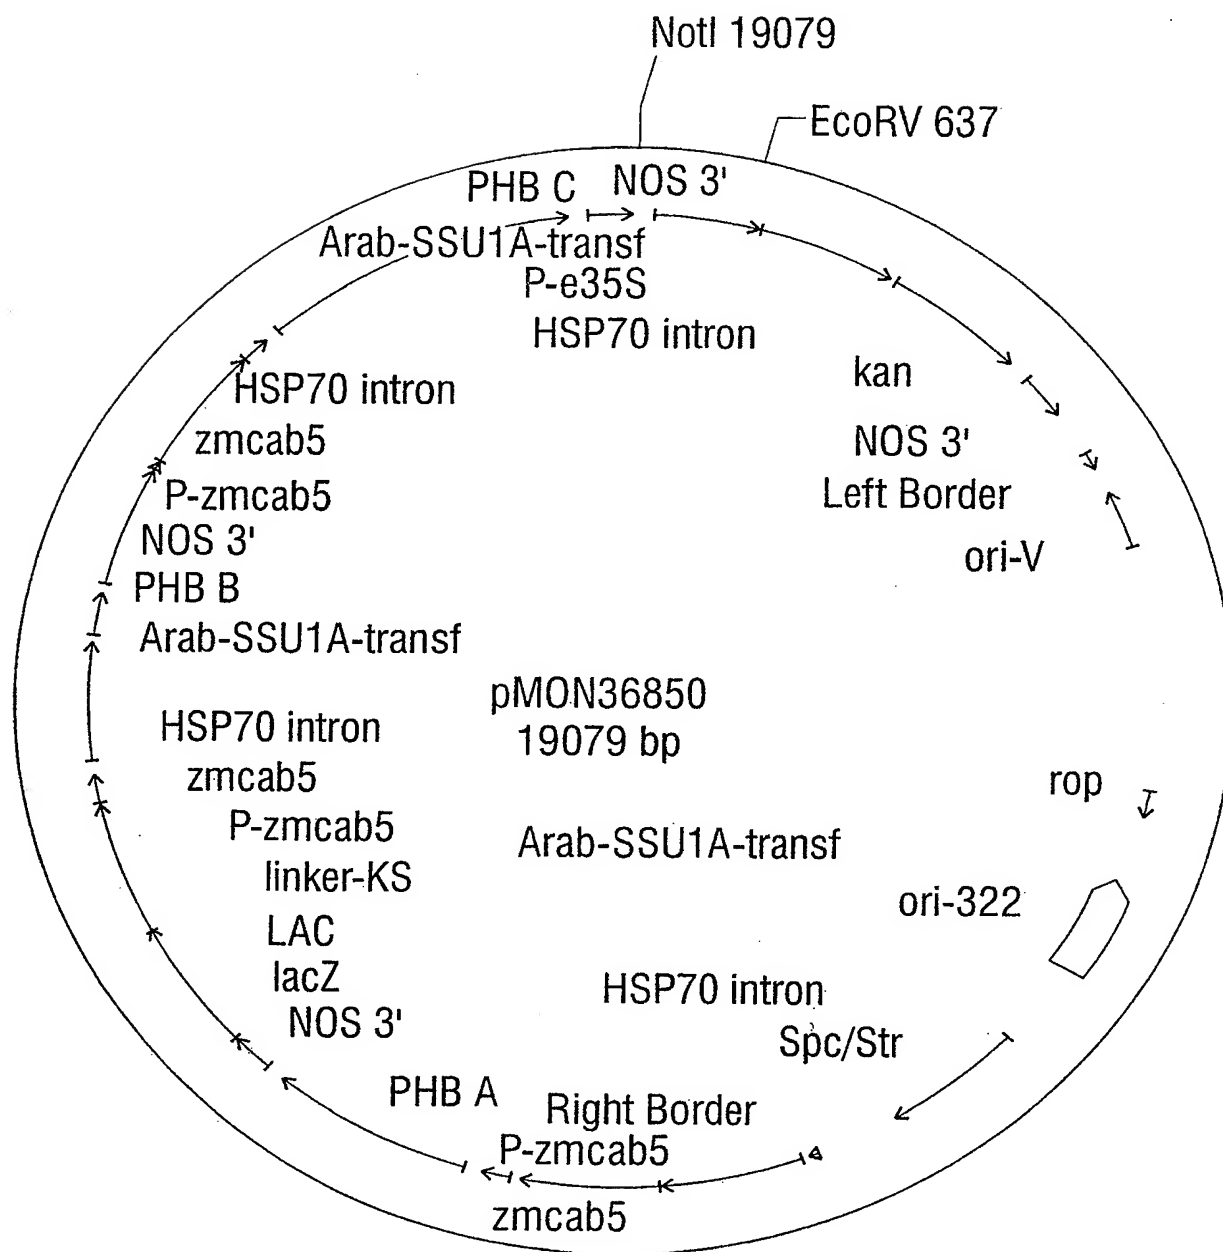 NotI 19079
EcoRV 637
PHB C
NOS 3'
Arab-SSU1A-transf
P-e35S
HSP70 intron
kan
HSP70 intron
zmcab5
NOS 3'
P-zmcab5
Left Border
NOS 3'
ori-V
PHB B
Arab-SSU1A-transf
pMON36850
19079 bp
HSP70 intron
zmcab5
rop
P-zmcab5
Arab-SSU1A-transf
linker-KS
ori-322
LAC
lacZ
HSP70 intron
NOS 3'
Spc/Str
PHB A
Right Border
P-zmcab5
zmcab5